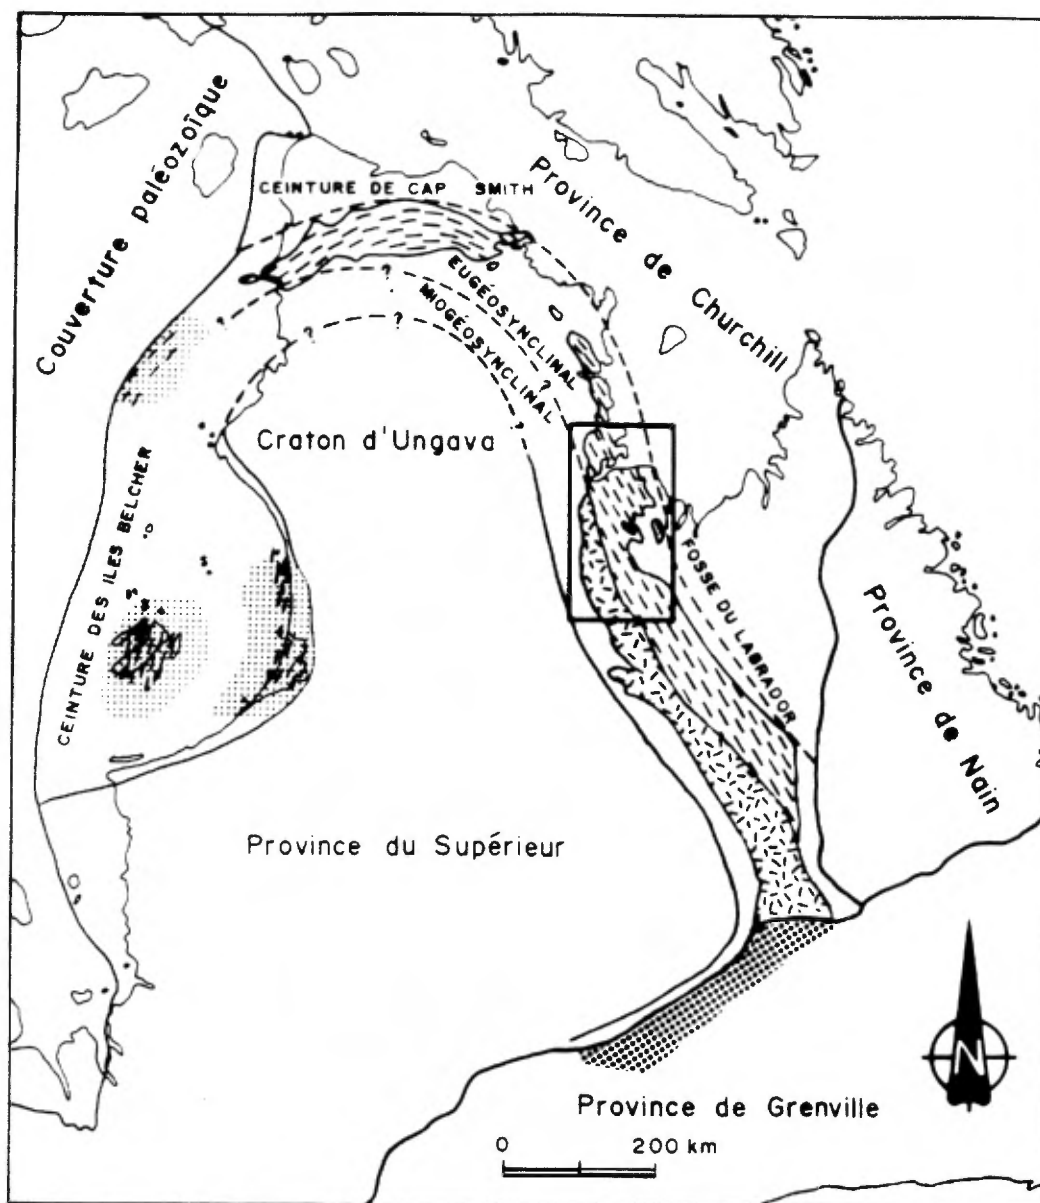 Couverture paléozoïque
CEINTURE DE CAP SMITH
Province de Churchill
EUGÉOSYNCLINAL
MIOGÉOSYNCLINAL
?
?
?
?
?
?
?
Craton d'Ungava
CEINTURE DES ILES BELCHER
FOSSE DU LABRADOR
Province de Nain
Province du Supérieur
N
Province de Grenville
0 200 km